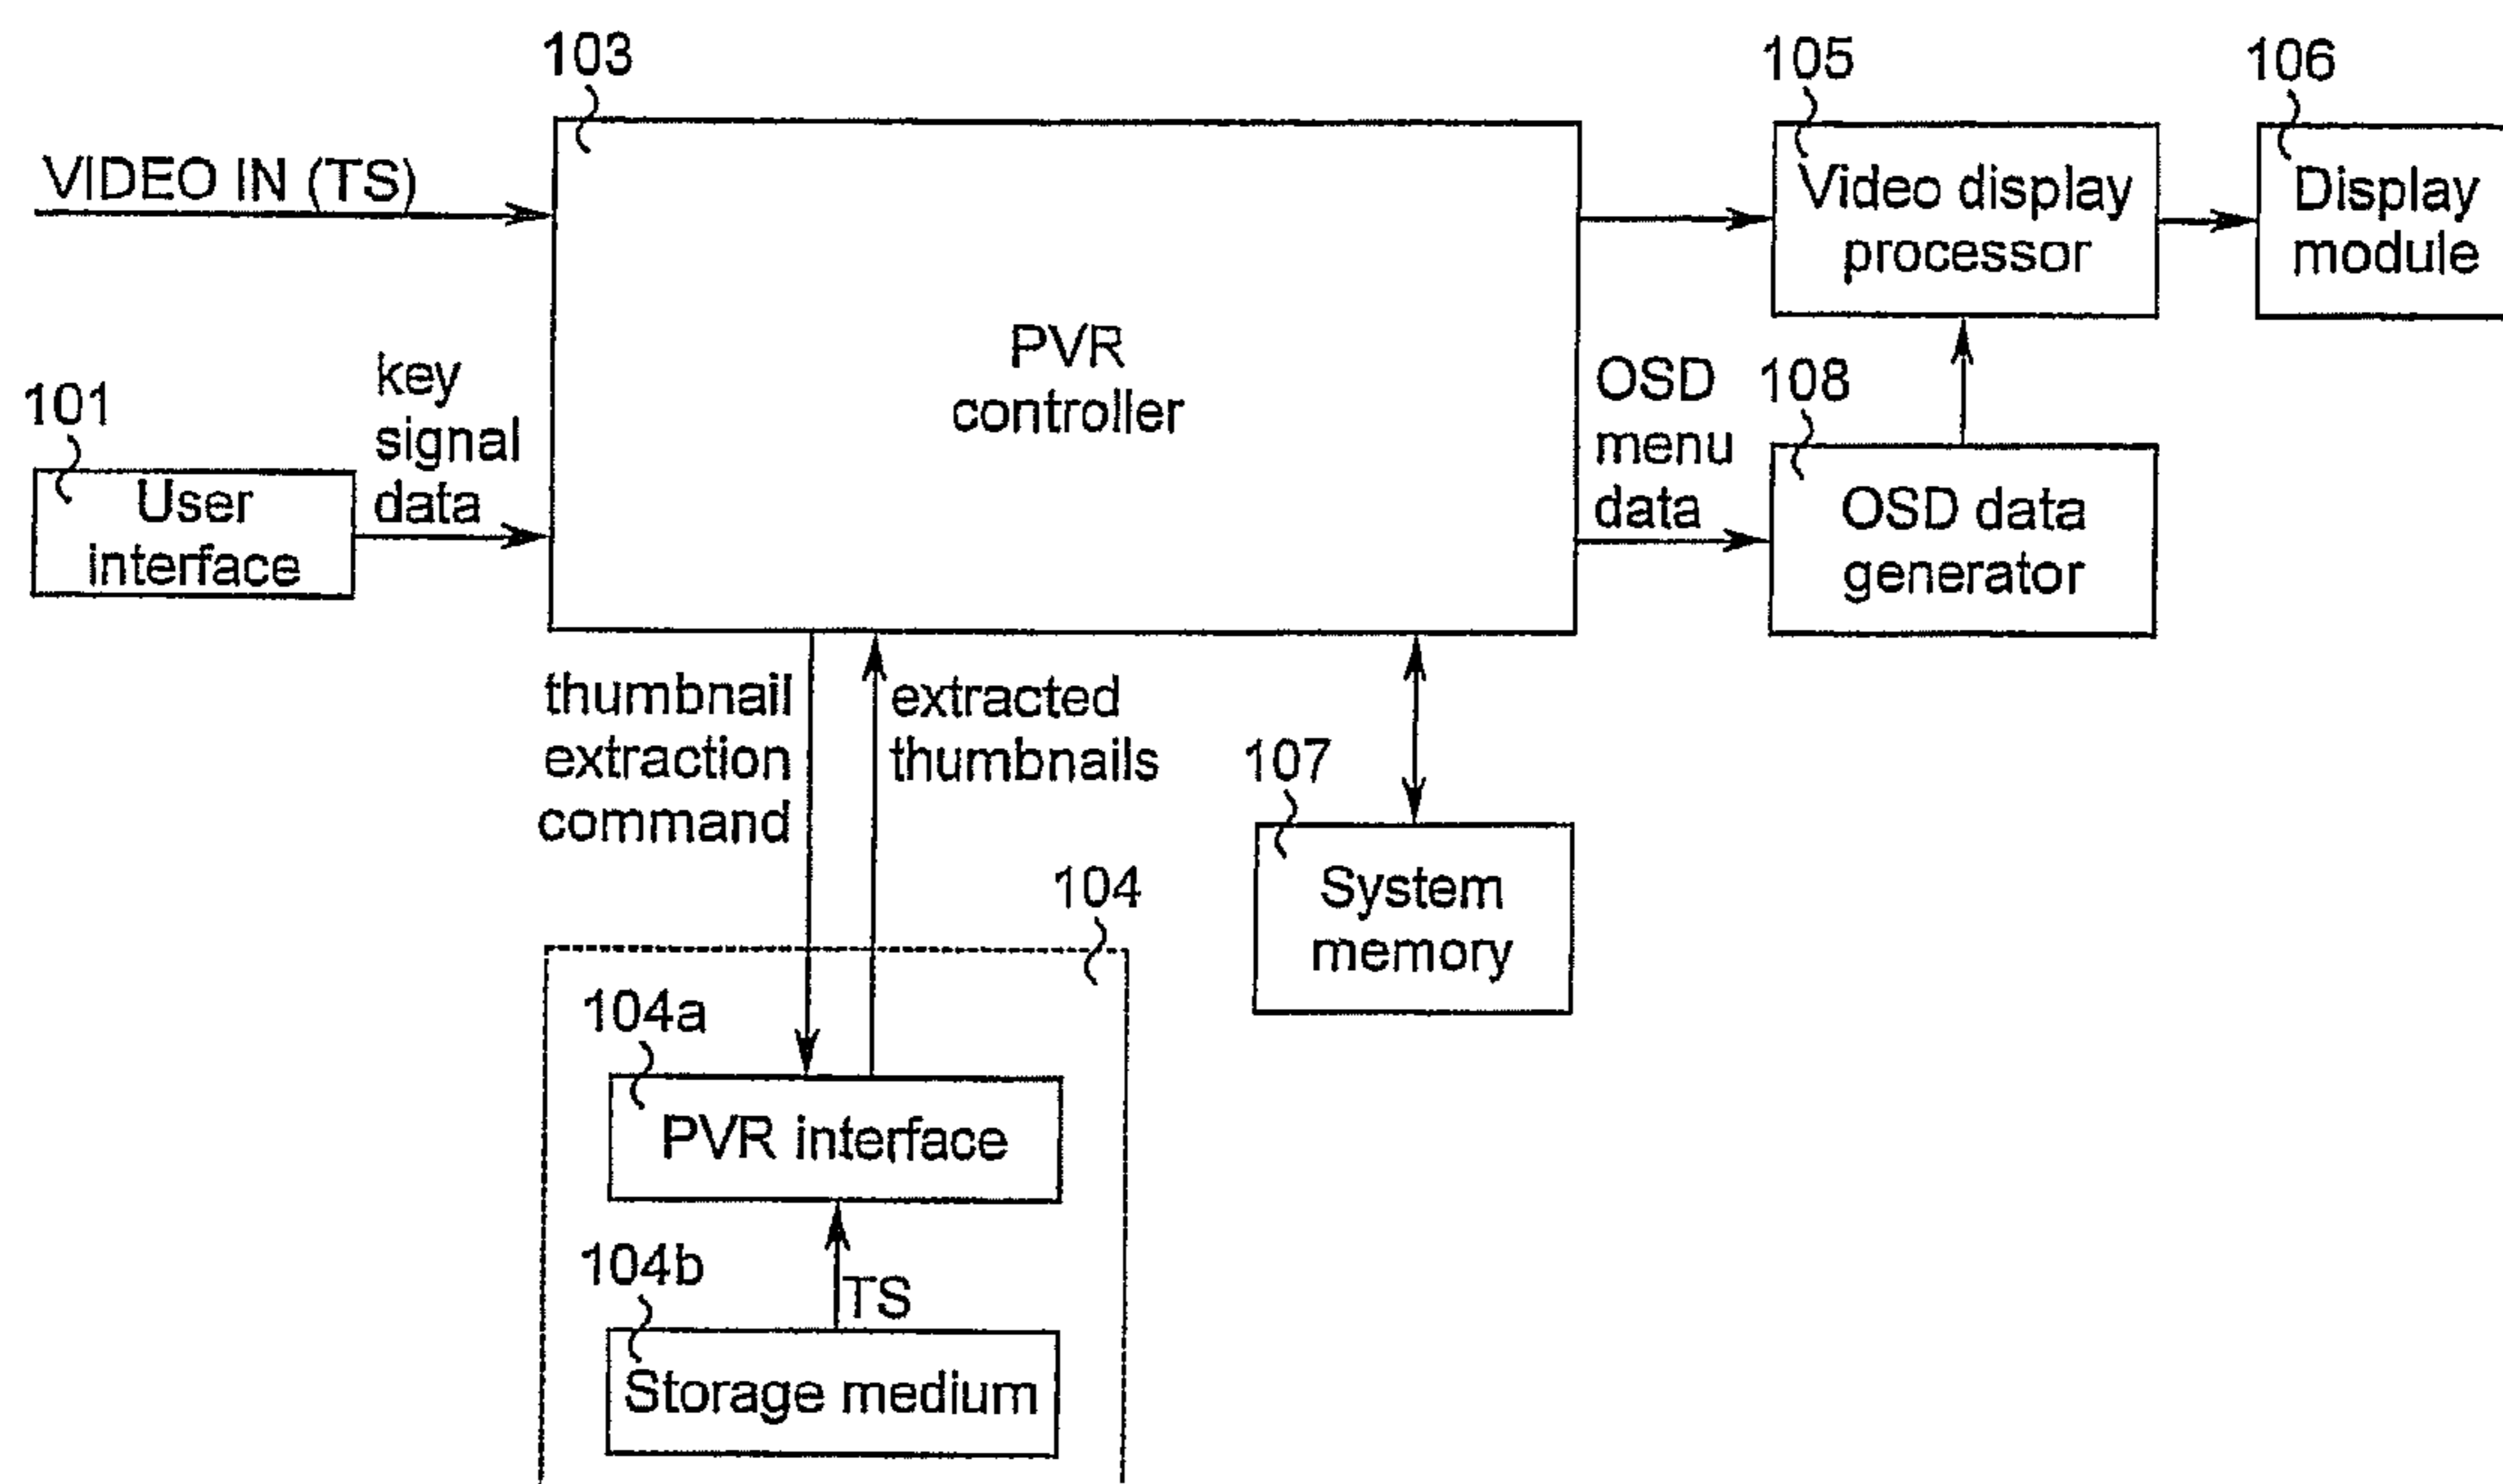 103
105
106
VIDEO IN (TS)
Video display
processor
Display
module
PVR
controller
101
key
signal
data
User
interface
OSD
menu
data
108
OSD data
generator
thumbnail
extraction
command
extracted
thumbnails
107
System
memory
104
104a
PVR interface
104b
TS
Storage medium